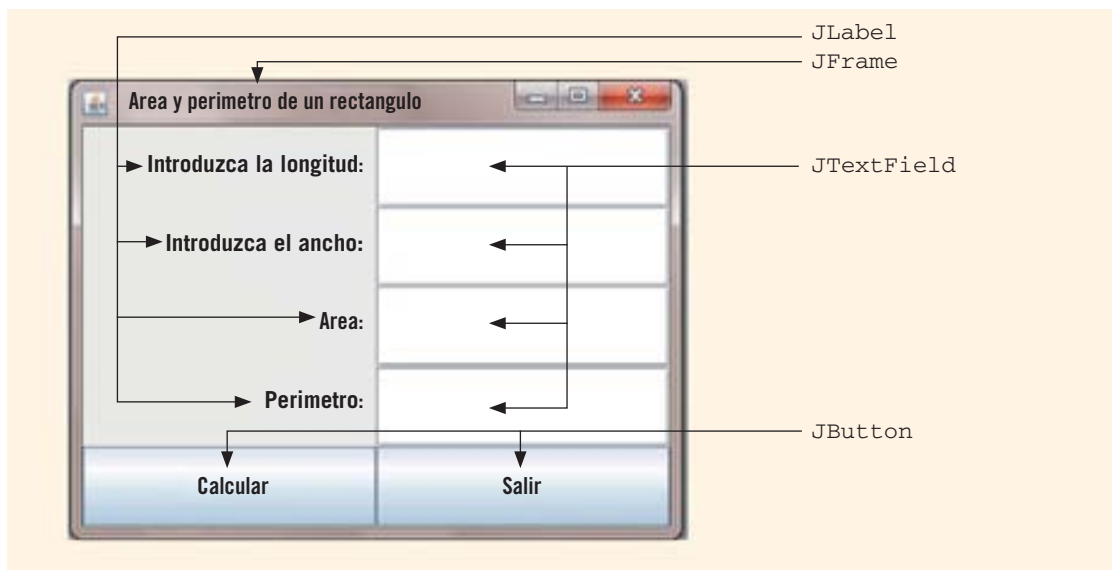 JLabel
JFrame
Area y perimetro de un rectangulo
Introduzca la longitud:
JTextField
Introduzca el ancho:
Area:
Perimetro:
JButton
Calcular
Salir